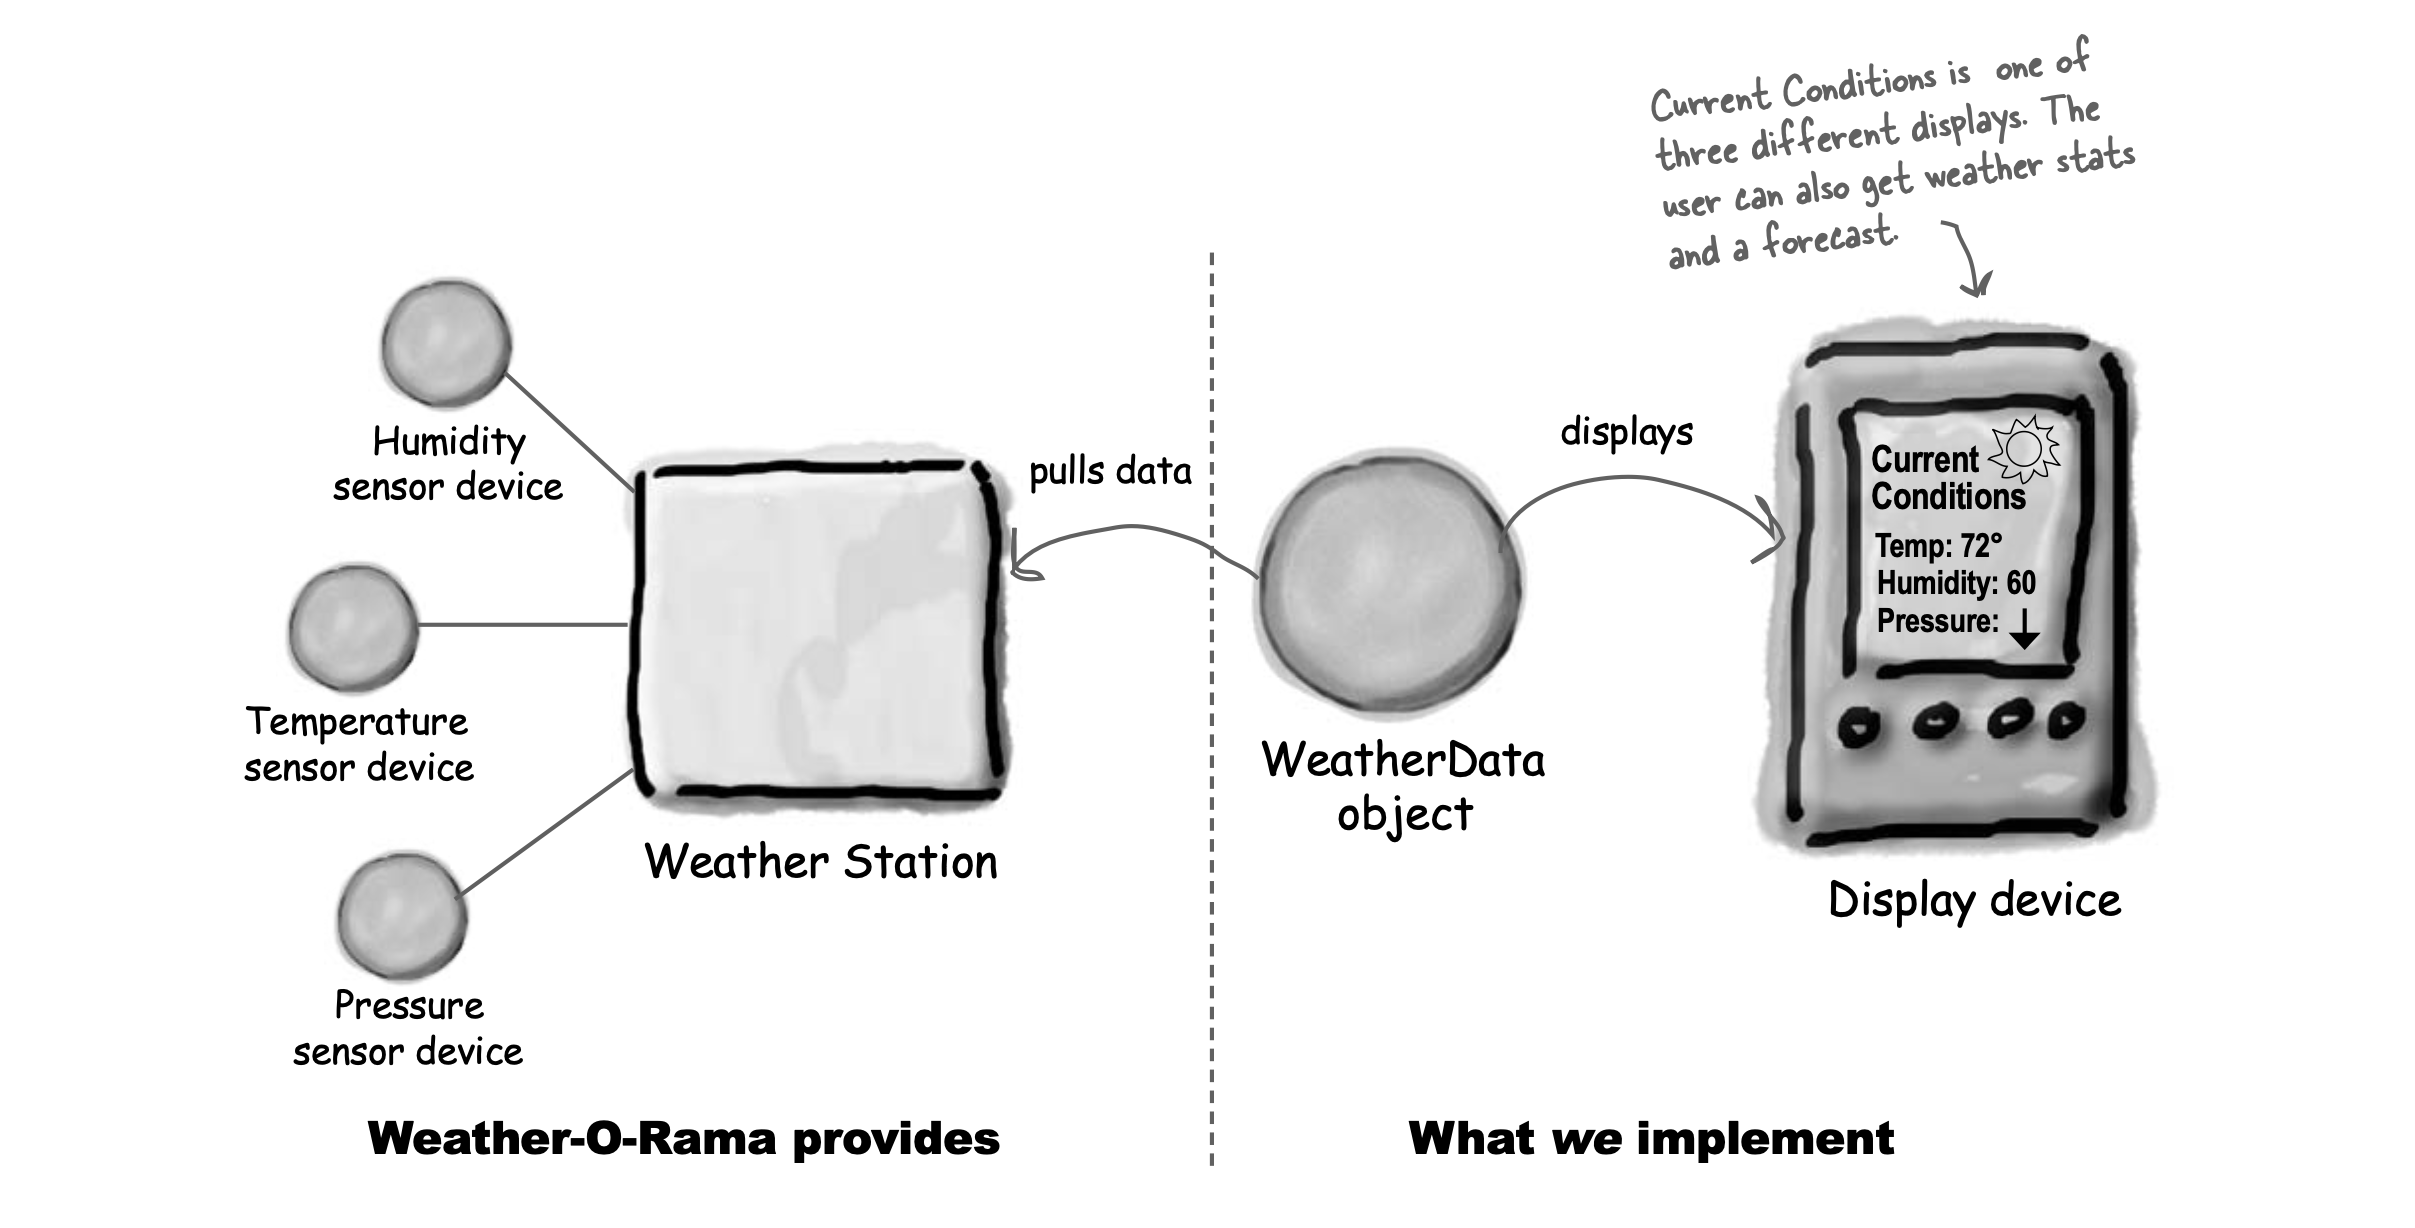 Current Conditions is one of
three different displays. The
user can also get weather stats
and a forecast.
Humidity
sensor device
Temperature
sensor device
Pressure
sensor device
Weather Station
pulls data
WeatherData
object
displays
Current
Conditions
Temp: 72°
Humidity: 60
Pressure:
Display device
Weather-O-Rama provides
What we implement